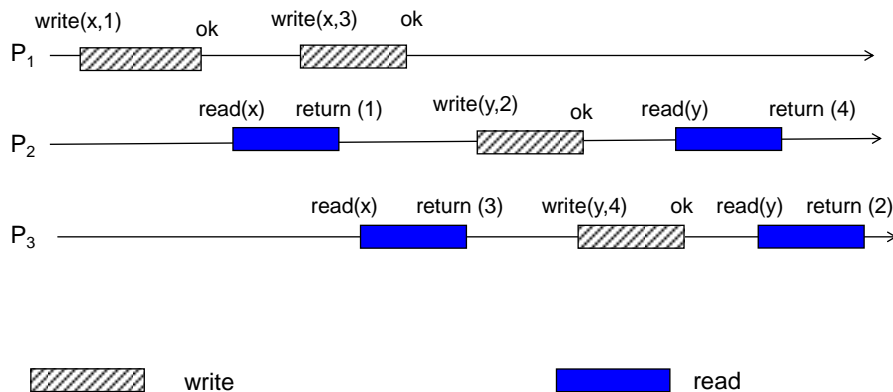 write(x,1) ok write(x,3) ok
P1
read(x) return (1) write(y,2) ok read(y) return (4)
P2
read(x) return (3) write(y,4) ok read(y) return (2)
P3
write read